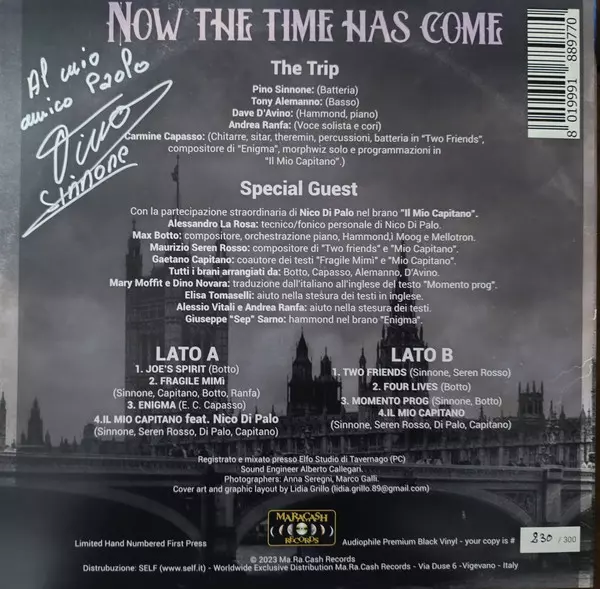 NOW THE TIME HAS COME
Al mio
amico Paolo
Pino
Sinnone
8 019991 889770
The Trip
Pino Sinnone: (Batteria)
Tony Alemanno: (Basso)
Dave D'Avino: (Hammond, piano)
Andrea Ranfa: (Voce solista e cori)
Carmine Capasso: (Chitarre, sitar, theremin, percussioni, batteria in "Two Friends",
compositore di "Enigma", morphwiz solo e programmazioni in
"Il Mio Capitano".)
Special Guest
Con la partecipazione straordinaria di Nico Di Palo nel brano "Il Mio Capitano".
Alessandro La Rosa: tecnico/fonico personale di Nico Di Palo.
Max Botto: compositore, orchestrazione piano, Hammond,l Moog e Mellotron.
Maurizio Seren Rosso: compositore di "Two friends" e "Mio Capitano".
Gaetano Capitano: coautore dei testi "Fragile Mimi" e "Mio Capitano".
Tutti i brani arrangiati da: Botto, Capasso, Alemanno, D'Avino.
Mary Moffit e Dino Novara: traduzione dall'italiano all'inglese del testo "Momento prog".
Elisa Tomaselli: aiuto nella stesura dei testi in inglese.
Alessio Vitali e Andrea Ranfa: aiuto nella stesura dei testi.
Giuseppe "Sep" Sarno: hammond nel brano "Enigma".
LATO A
1. JOE'S SPIRIT (Botto)
2. FRAGILE MIMì
(Sinnone, Capitano, Botto, Ranfa)
3. ENIGMA (E. C. Capasso)
4.IL MIO CAPITANO feat. Nico Di Palo
(Sinnone, Seren Rosso, Di Palo, Capitano)
LATO B
1. TWO FRIENDS (Sinnone, Seren Rosso)
2. FOUR LIVES (Botto)
3. MOMENTO PROG (Sinnone, Botto)
4.IL MIO CAPITANO
(Sinnone, Seren Rosso, Di Palo, Capitano)
Registrato e mixato presso Elfo Studio di Tavernago (PC)
Sound Engineer Alberto Callegari.
Photographers: Anna Seregni, Marco Galli.
Cover art and graphic layout by Lidia Grillo (lidia.grillo.89@gmail.com)
MaRaCash
RECORDS
Limited Hand Numbered First Press
Audiophile Premium Black Vinyl - your copy is # 230 / 300
© 2023 Ma.Ra.Cash Records
Distrubuzione: SELF (www.self.it) - Worldwide Exclusive Distribution Ma.Ra.Cash Records - Via Duse 6 - Vigevano - Italy